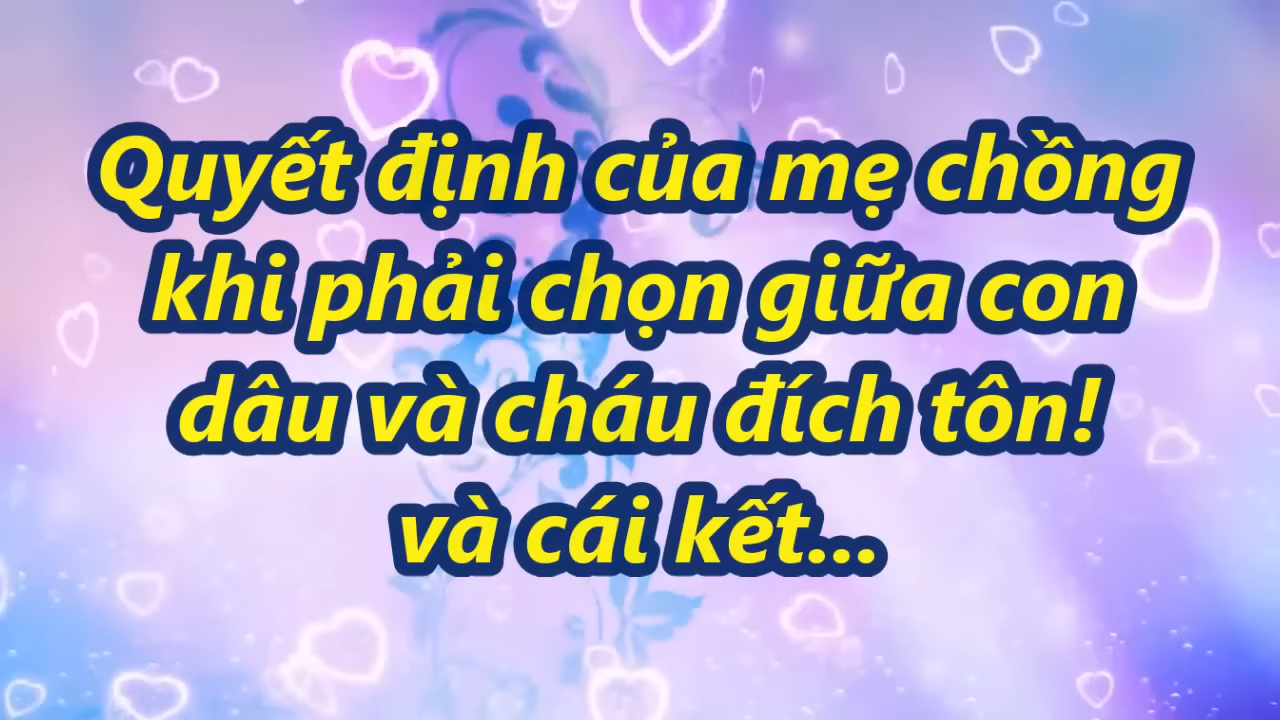 Quyết định của mẹ chồng
khi phải chọn giữa con
dâu và cháu đích tôn!
và cái kết...